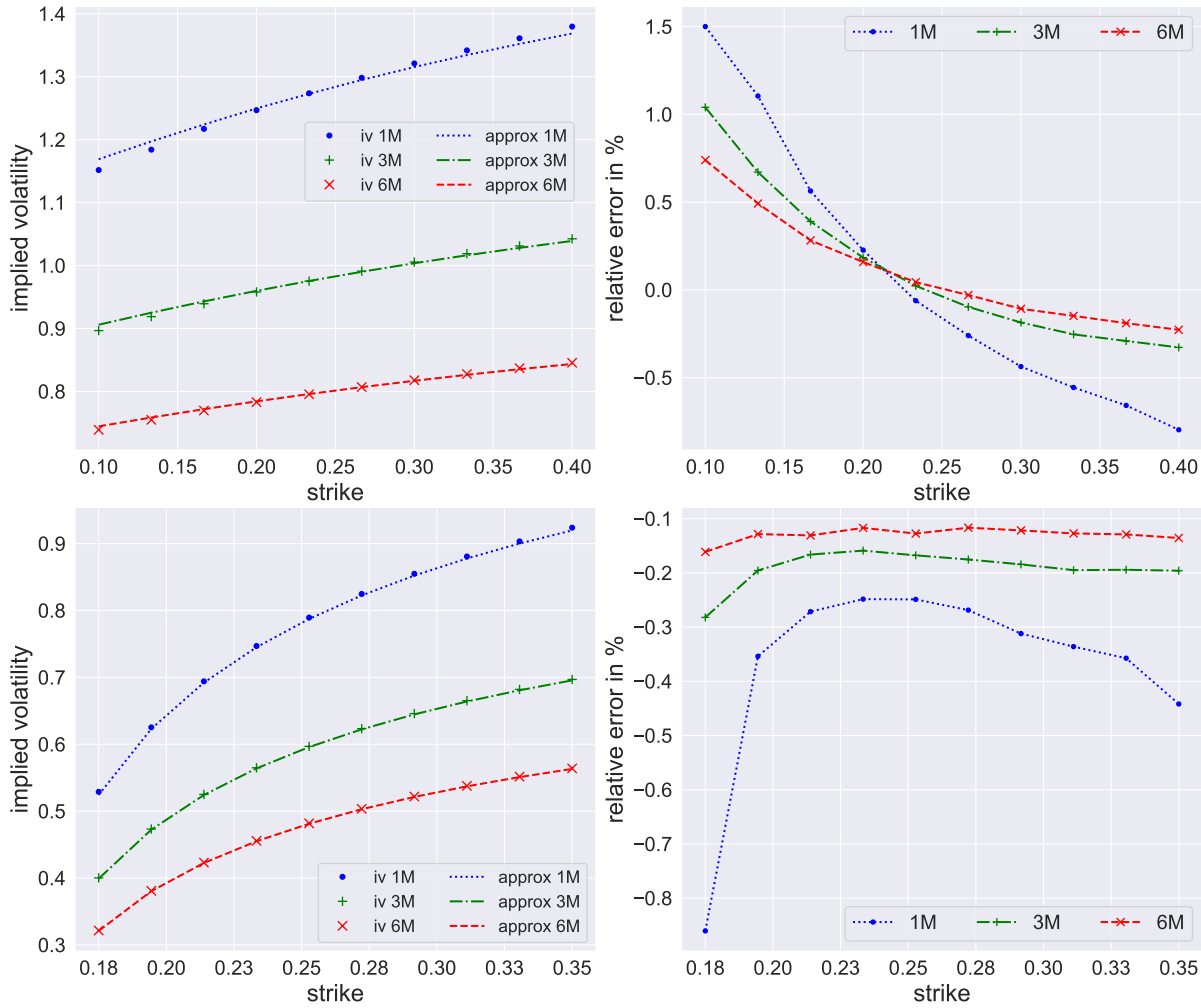 1.4
1.3
1.2
1.1
1.0
0.9
0.8
implied volatility
iv 1M approx 1M
iv 3M approx 3M
iv 6M approx 6M
0.10 0.15 0.20 0.25 0.30 0.35 0.40
strike
1.5
1.0
0.5
0.0
−0.5
relative error in %
1M 3M 6M
0.10 0.15 0.20 0.25 0.30 0.35 0.40
strike
0.9
0.8
0.7
0.6
0.5
0.4
0.3
implied volatility
iv 1M approx 1M
iv 3M approx 3M
iv 6M approx 6M
0.18 0.20 0.23 0.25 0.28 0.30 0.33 0.35
strike
−0.1
−0.2
−0.3
−0.4
−0.5
−0.6
−0.7
−0.8
relative error in %
1M 3M 6M
0.18 0.20 0.23 0.25 0.28 0.30 0.33 0.35
strike